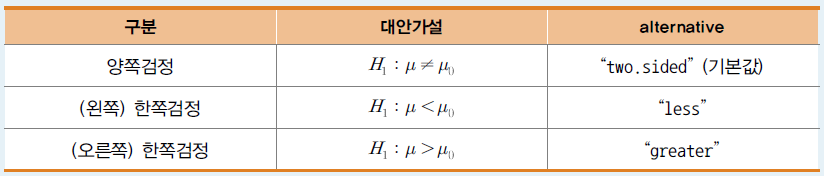 구분 대안가설 alternative
양쪽검정 H₁ : μ ≠ μ₀ “two.sided” (기본값)
(왼쪽) 한쪽검정 H₁ : μ < μ₀ “less”
(오른쪽) 한쪽검정 H₁ : μ > μ₀ “greater”